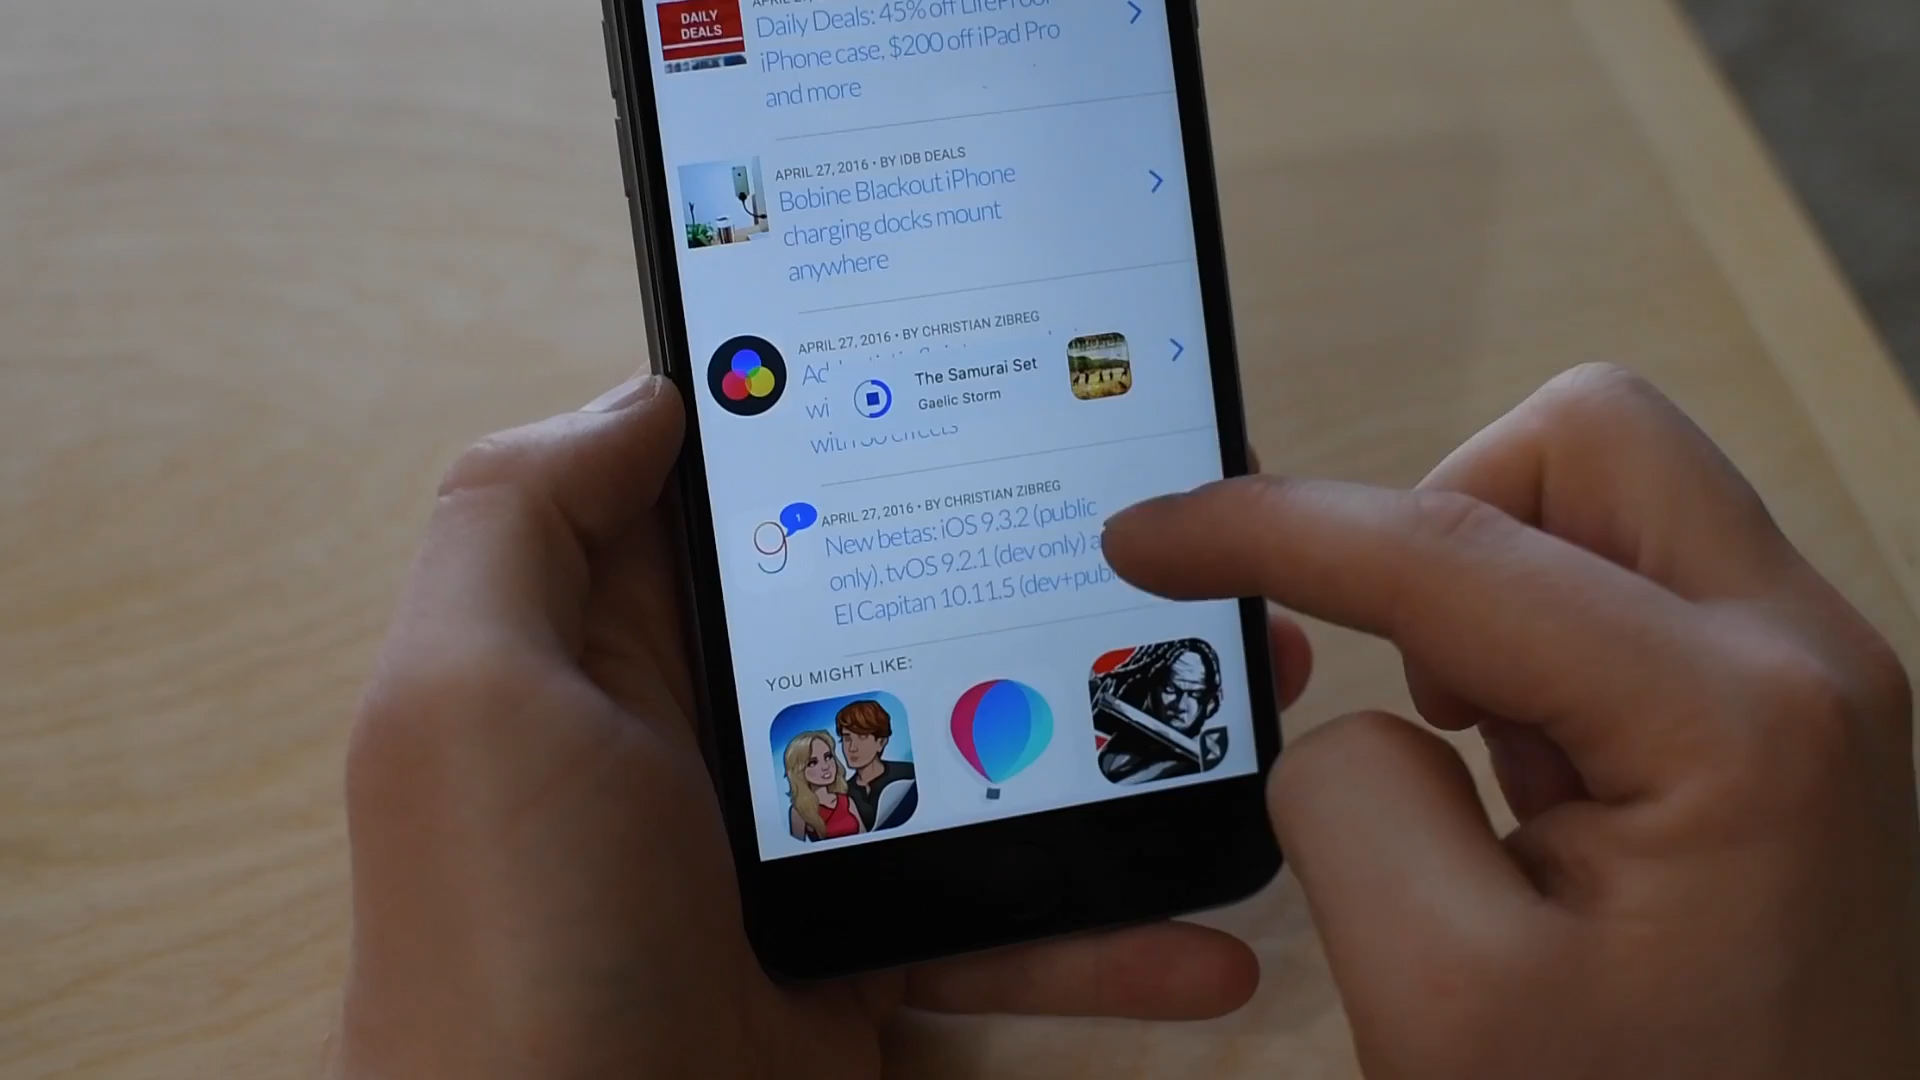 DAILY
DEALS
Daily Deals: 45% off LifeProof
iPhone case, $200 off iPad Pro
and more
APRIL 27, 2016 • BY IDB DEALS
Bobine Blackout iPhone
charging docks mount
anywhere
APRIL 27, 2016 • BY CHRISTIAN ZIBREG
The Samurai Set
Gaelic Storm
1
9
APRIL 27, 2016 • BY CHRISTIAN ZIBREG
New betas: iOS 9.3.2 (public
only), tvOS 9.2.1 (dev only) a
El Capitan 10.11.5 (dev+publ
YOU MIGHT LIKE: